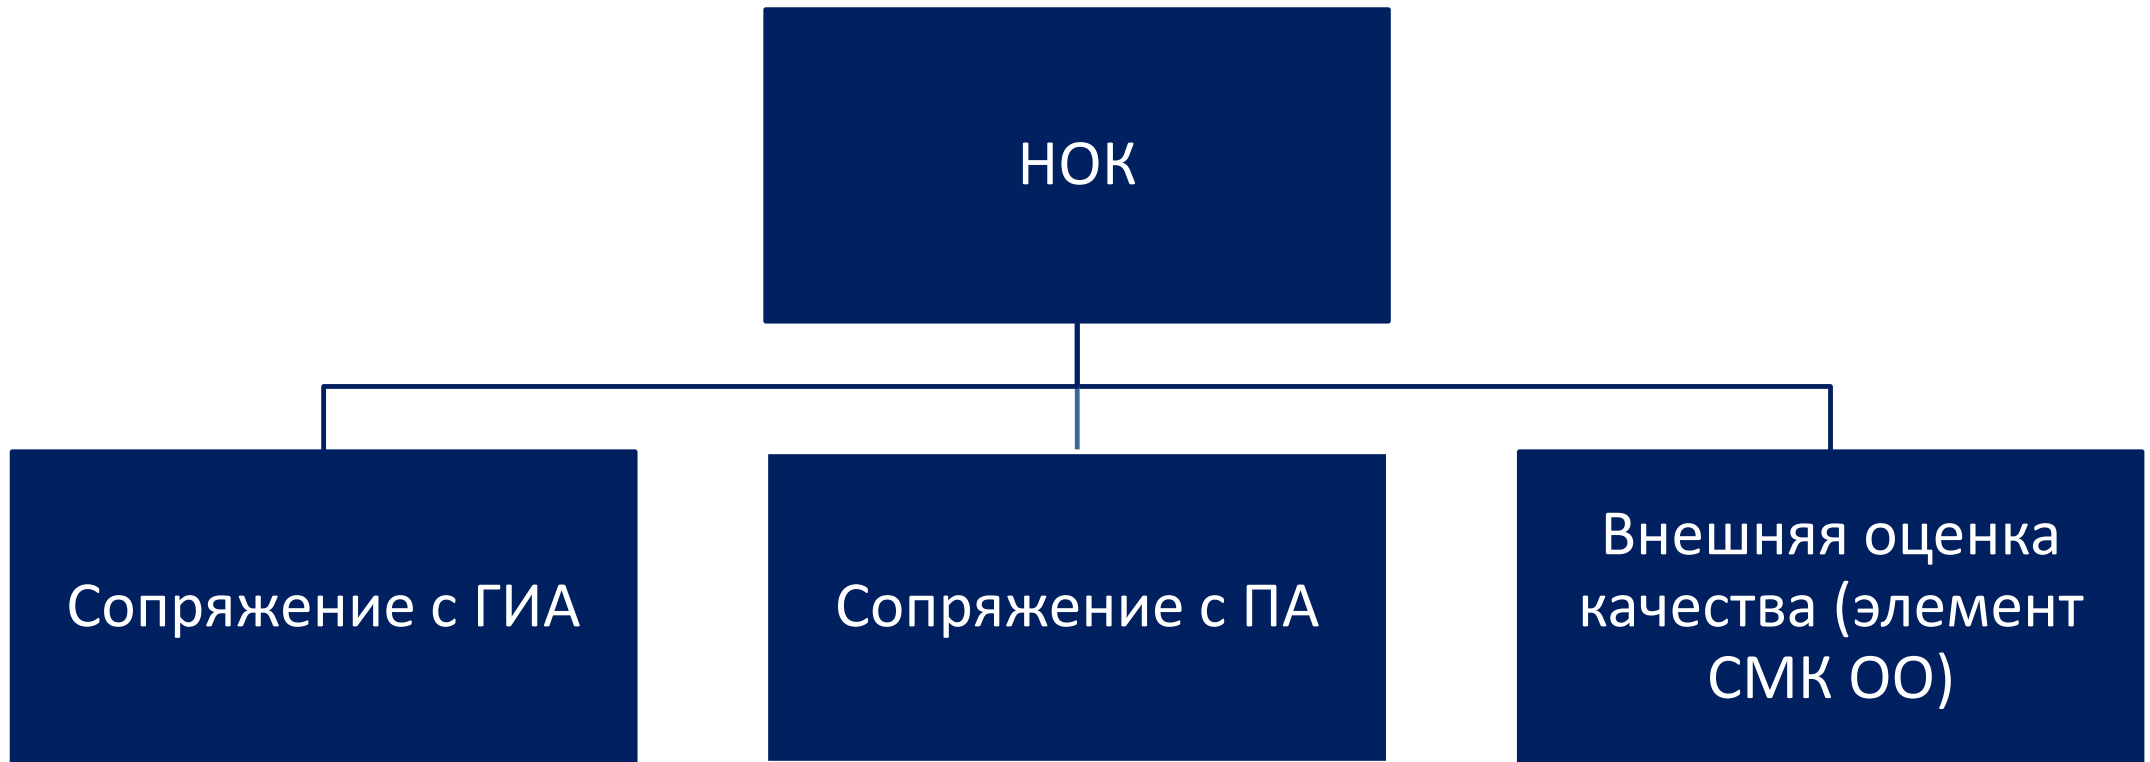 НОК
Сопряжение с ГИА
Сопряжение с ПА
Внешняя оценка
качества (элемент
СМК ОО)